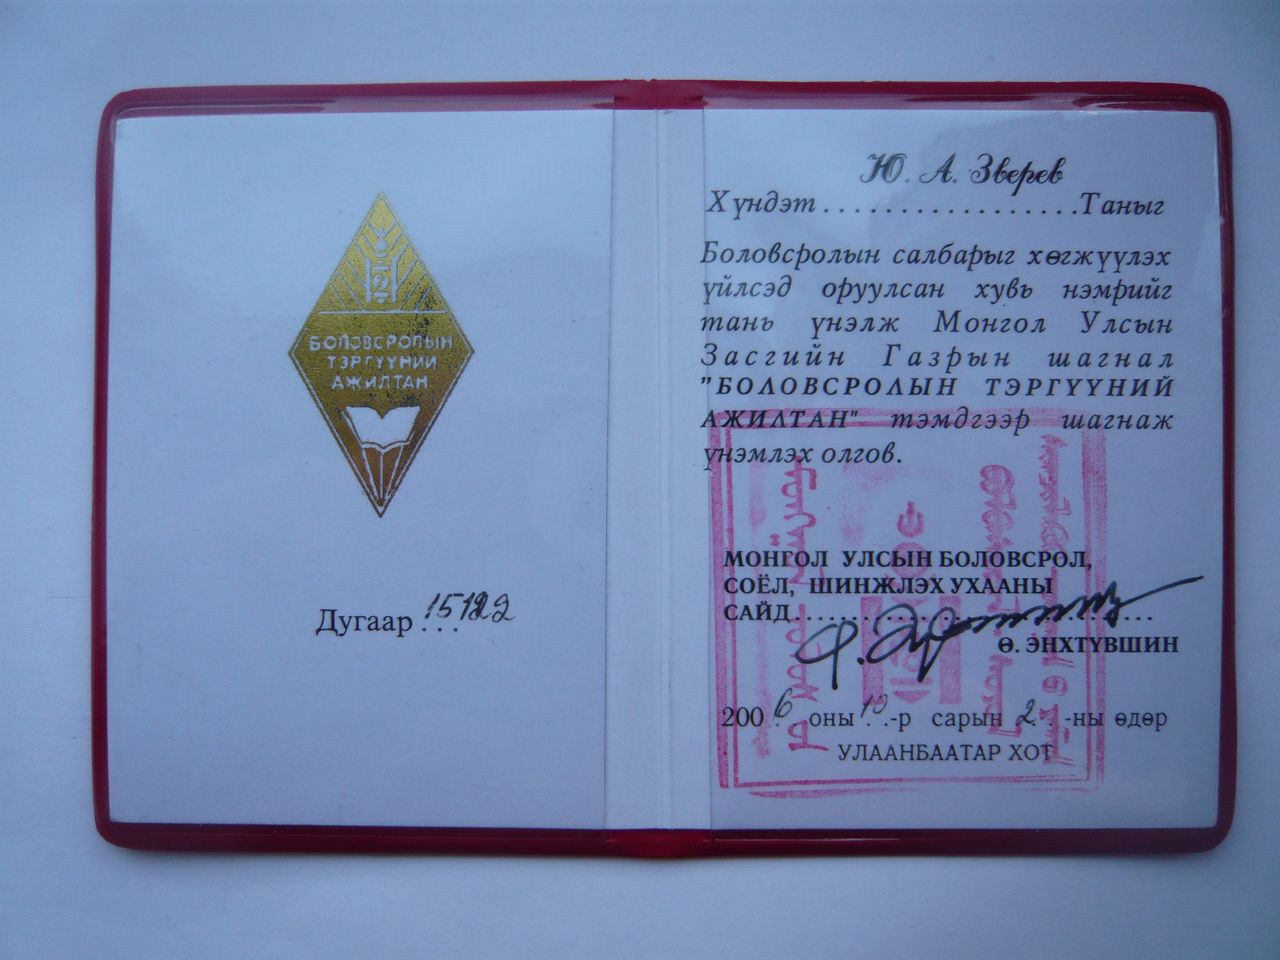 БОЛОВСРОЛЫН
ТЭРГҮҮНИЙ
АЖИЛТАН
Дугаар
Ю. А. Зверев
Хүндэт..................Таныг
Боловсролын салбарыг хөгжүүлэх
үйлсэд оруулсан хувь нэмрийг
тань үнэлж Монгол Улсын
Засгийн Газрын шагнал
"БОЛОВСРОЛЫН ТЭРГҮҮНИЙ
АЖИЛТАН" тэмдгээр шагнаж
үнэмлэх олгов.
МОНГОЛ УЛСЫН БОЛОВСРОЛ,
СОЁЛ, ШИНЖЛЭХ УХААНЫ
САЙД
Ө. ЭНХТҮВШИН
2006 оны 10-р сарын 2-ны өдөр
УЛААНБААТАР ХОТ